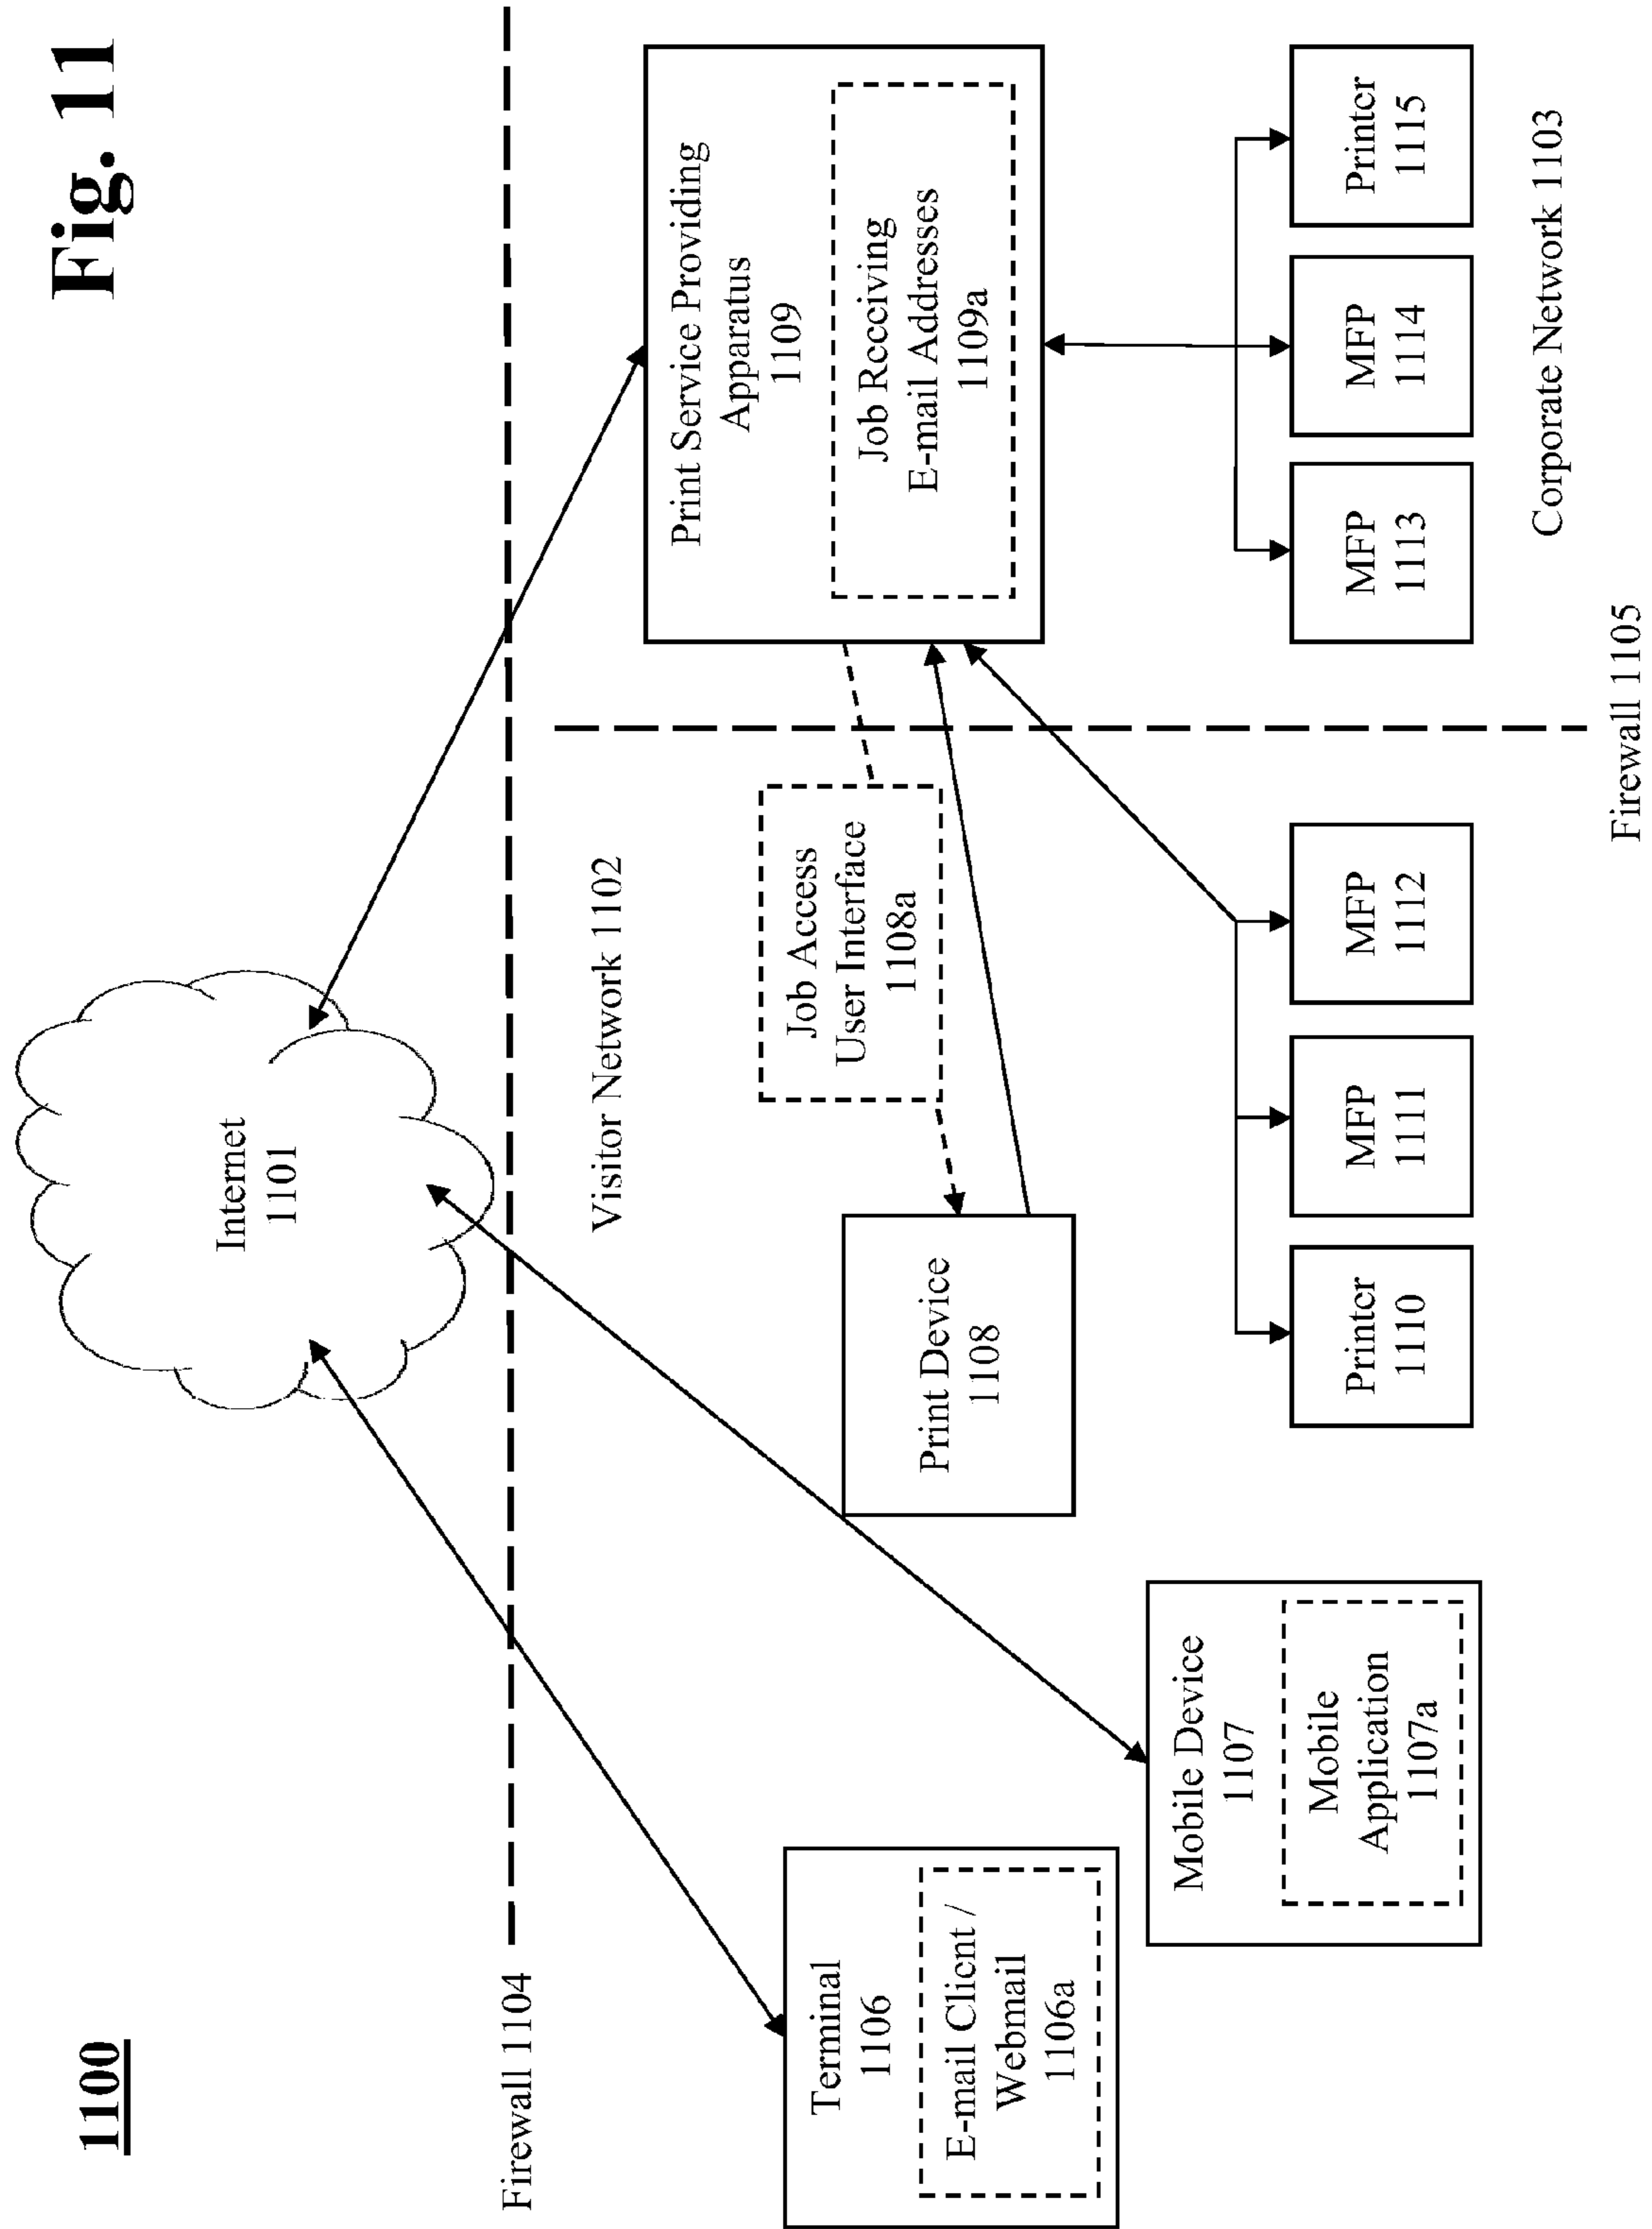 1100
Fig. 11
Internet
1101
Firewall 1104
Visitor Network 1102
Terminal
1106
E-mail Client /
Webmail
1106a
Mobile Device
1107
Mobile
Application
1107a
Print Device
1108
Job Access
User Interface
1108a
Print Service Providing
Apparatus
1109
Job Receiving
E-mail Addresses
1109a
Printer
1110
MFP
1111
MFP
1112
MFP
1113
MFP
1114
Printer
1115
Firewall 1105
Corporate Network 1103